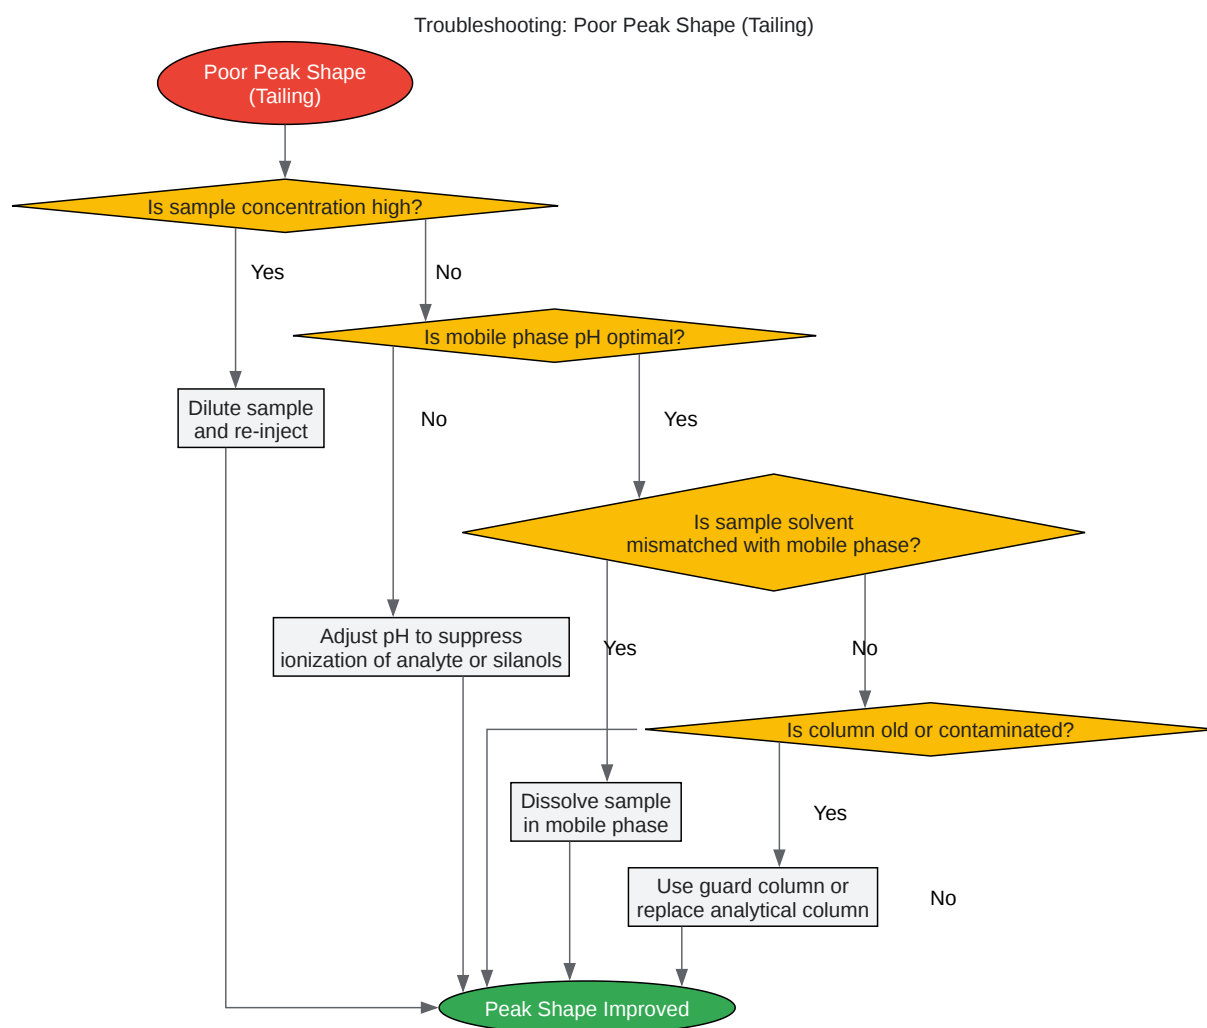 Troubleshooting: Poor Peak Shape (Tailing)
Poor Peak Shape
(Tailing)
Is sample concentration high?
Yes
No
Is mobile phase pH optimal?
Dilute sample
and re-inject
No
Yes
Is sample solvent
mismatched with mobile phase?
Adjust pH to suppress
ionization of analyte or silanols
Yes
No
Is column old or contaminated?
Dissolve sample
in mobile phase
Yes
Use guard column or
replace analytical column
No
Peak Shape Improved